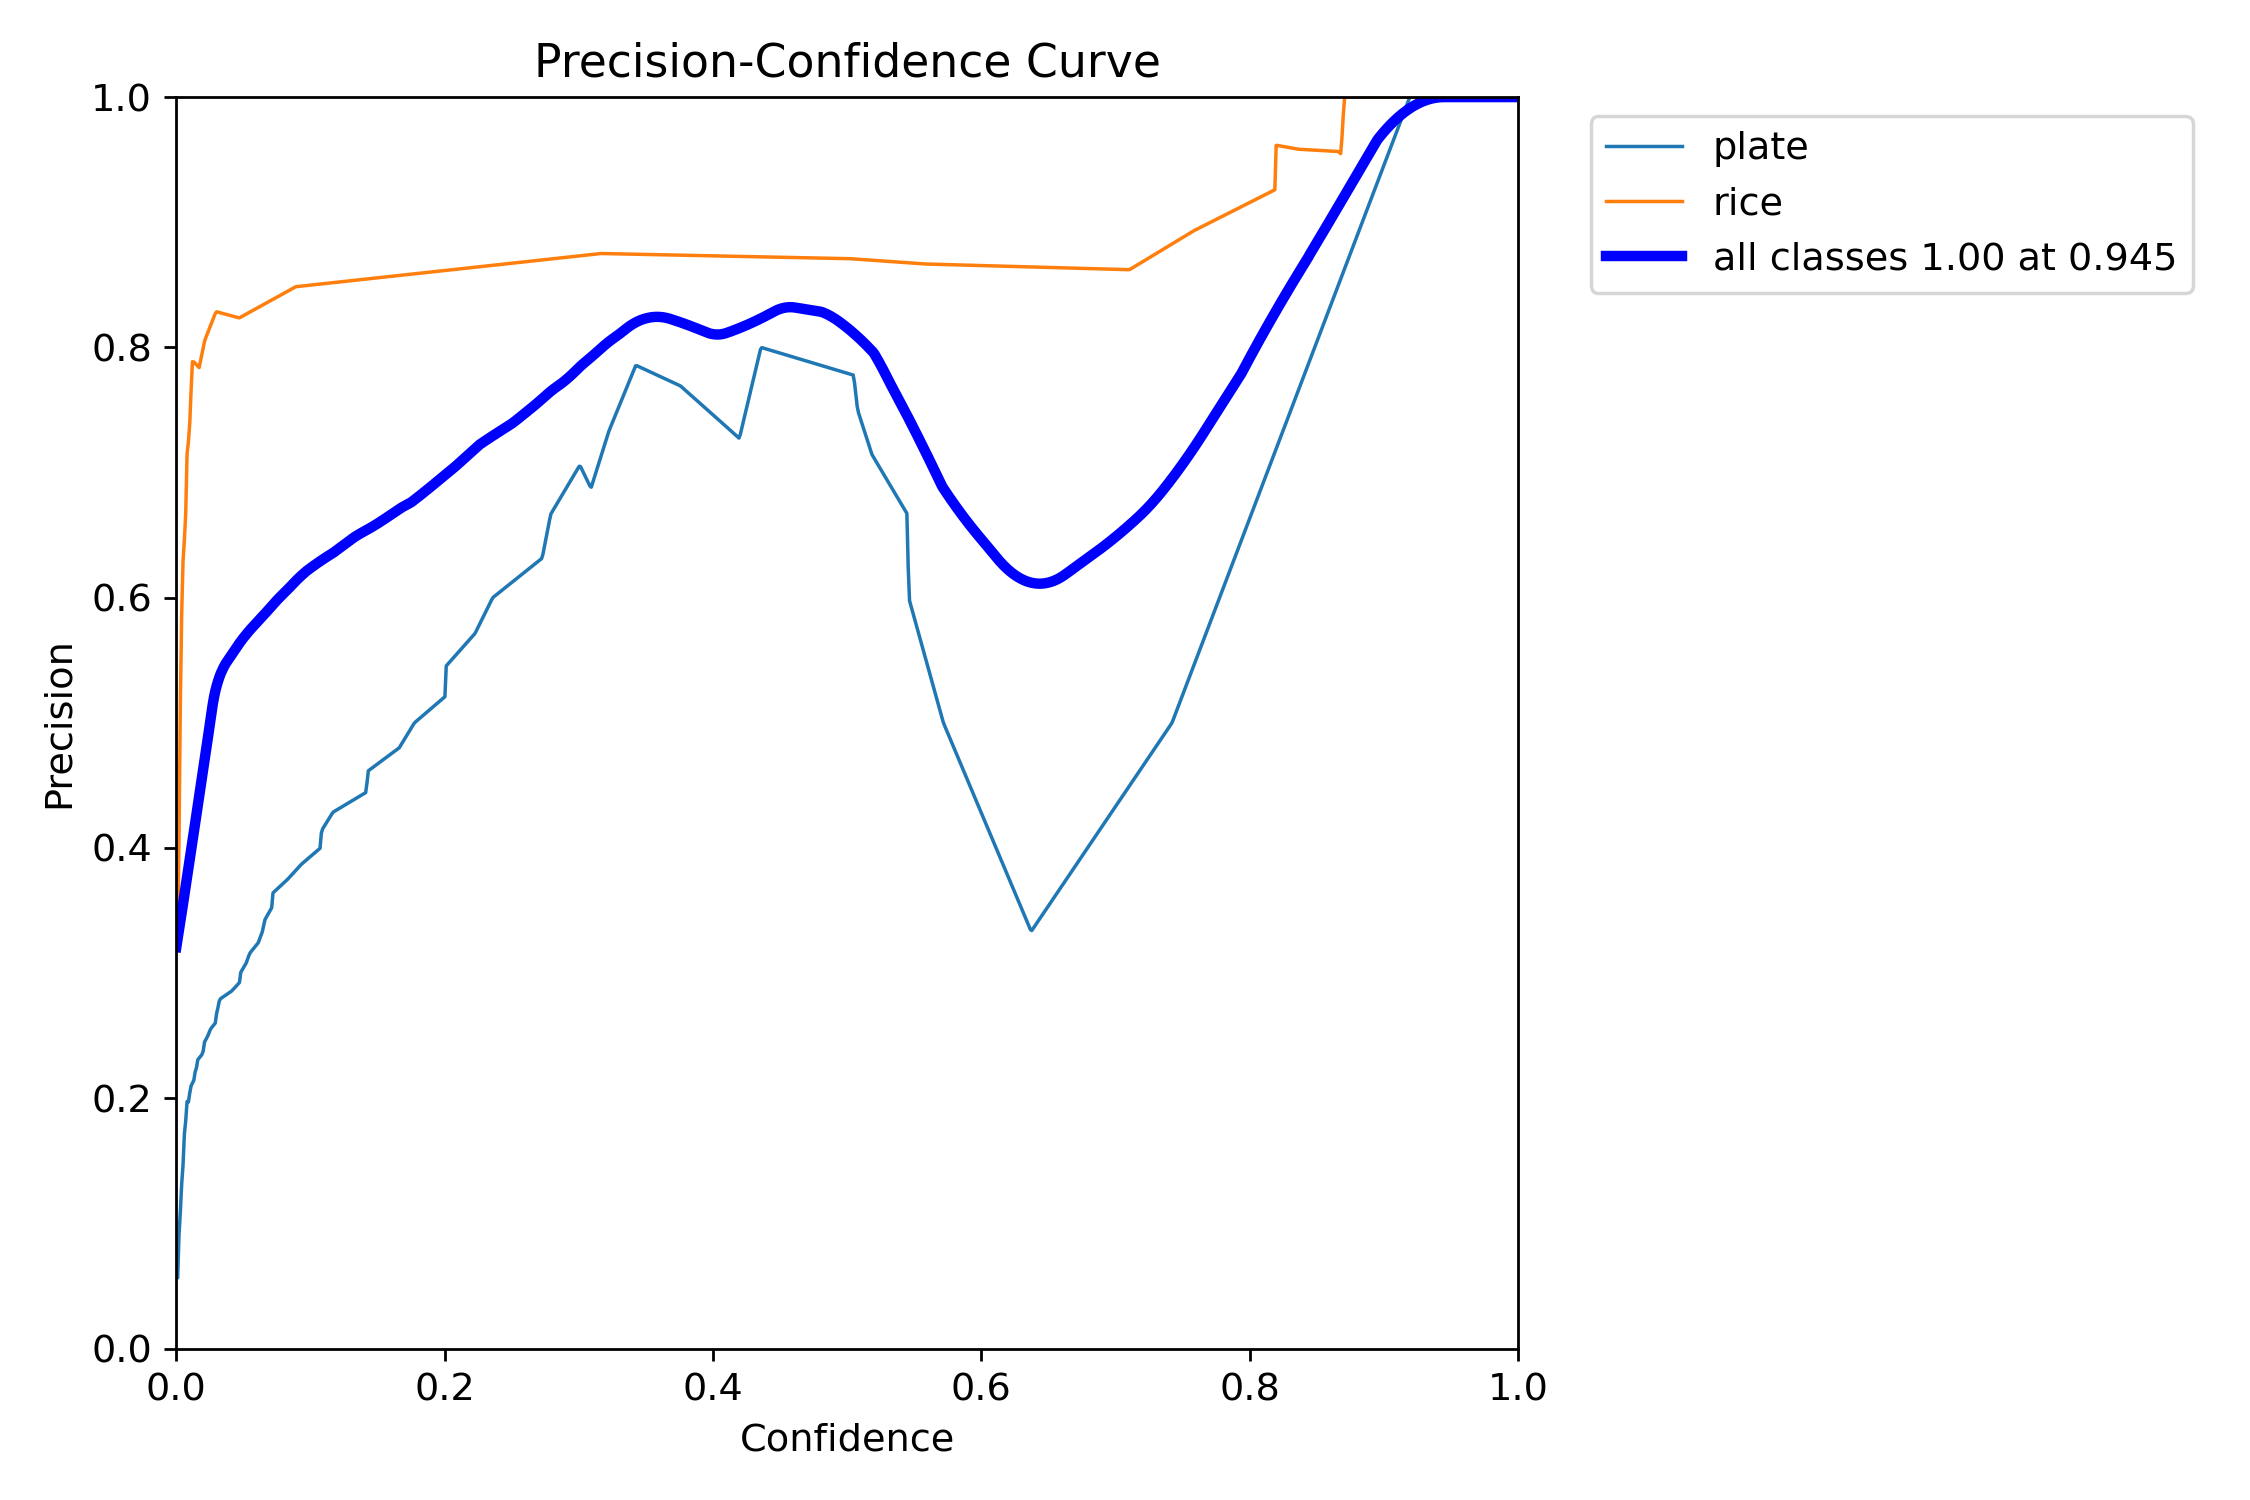 Precision-Confidence Curve
1.0
0.8
0.6
0.4
0.2
0.0
Precision
0.0 0.2 0.4 0.6 0.8 1.0
Confidence
plate
rice
all classes 1.00 at 0.945